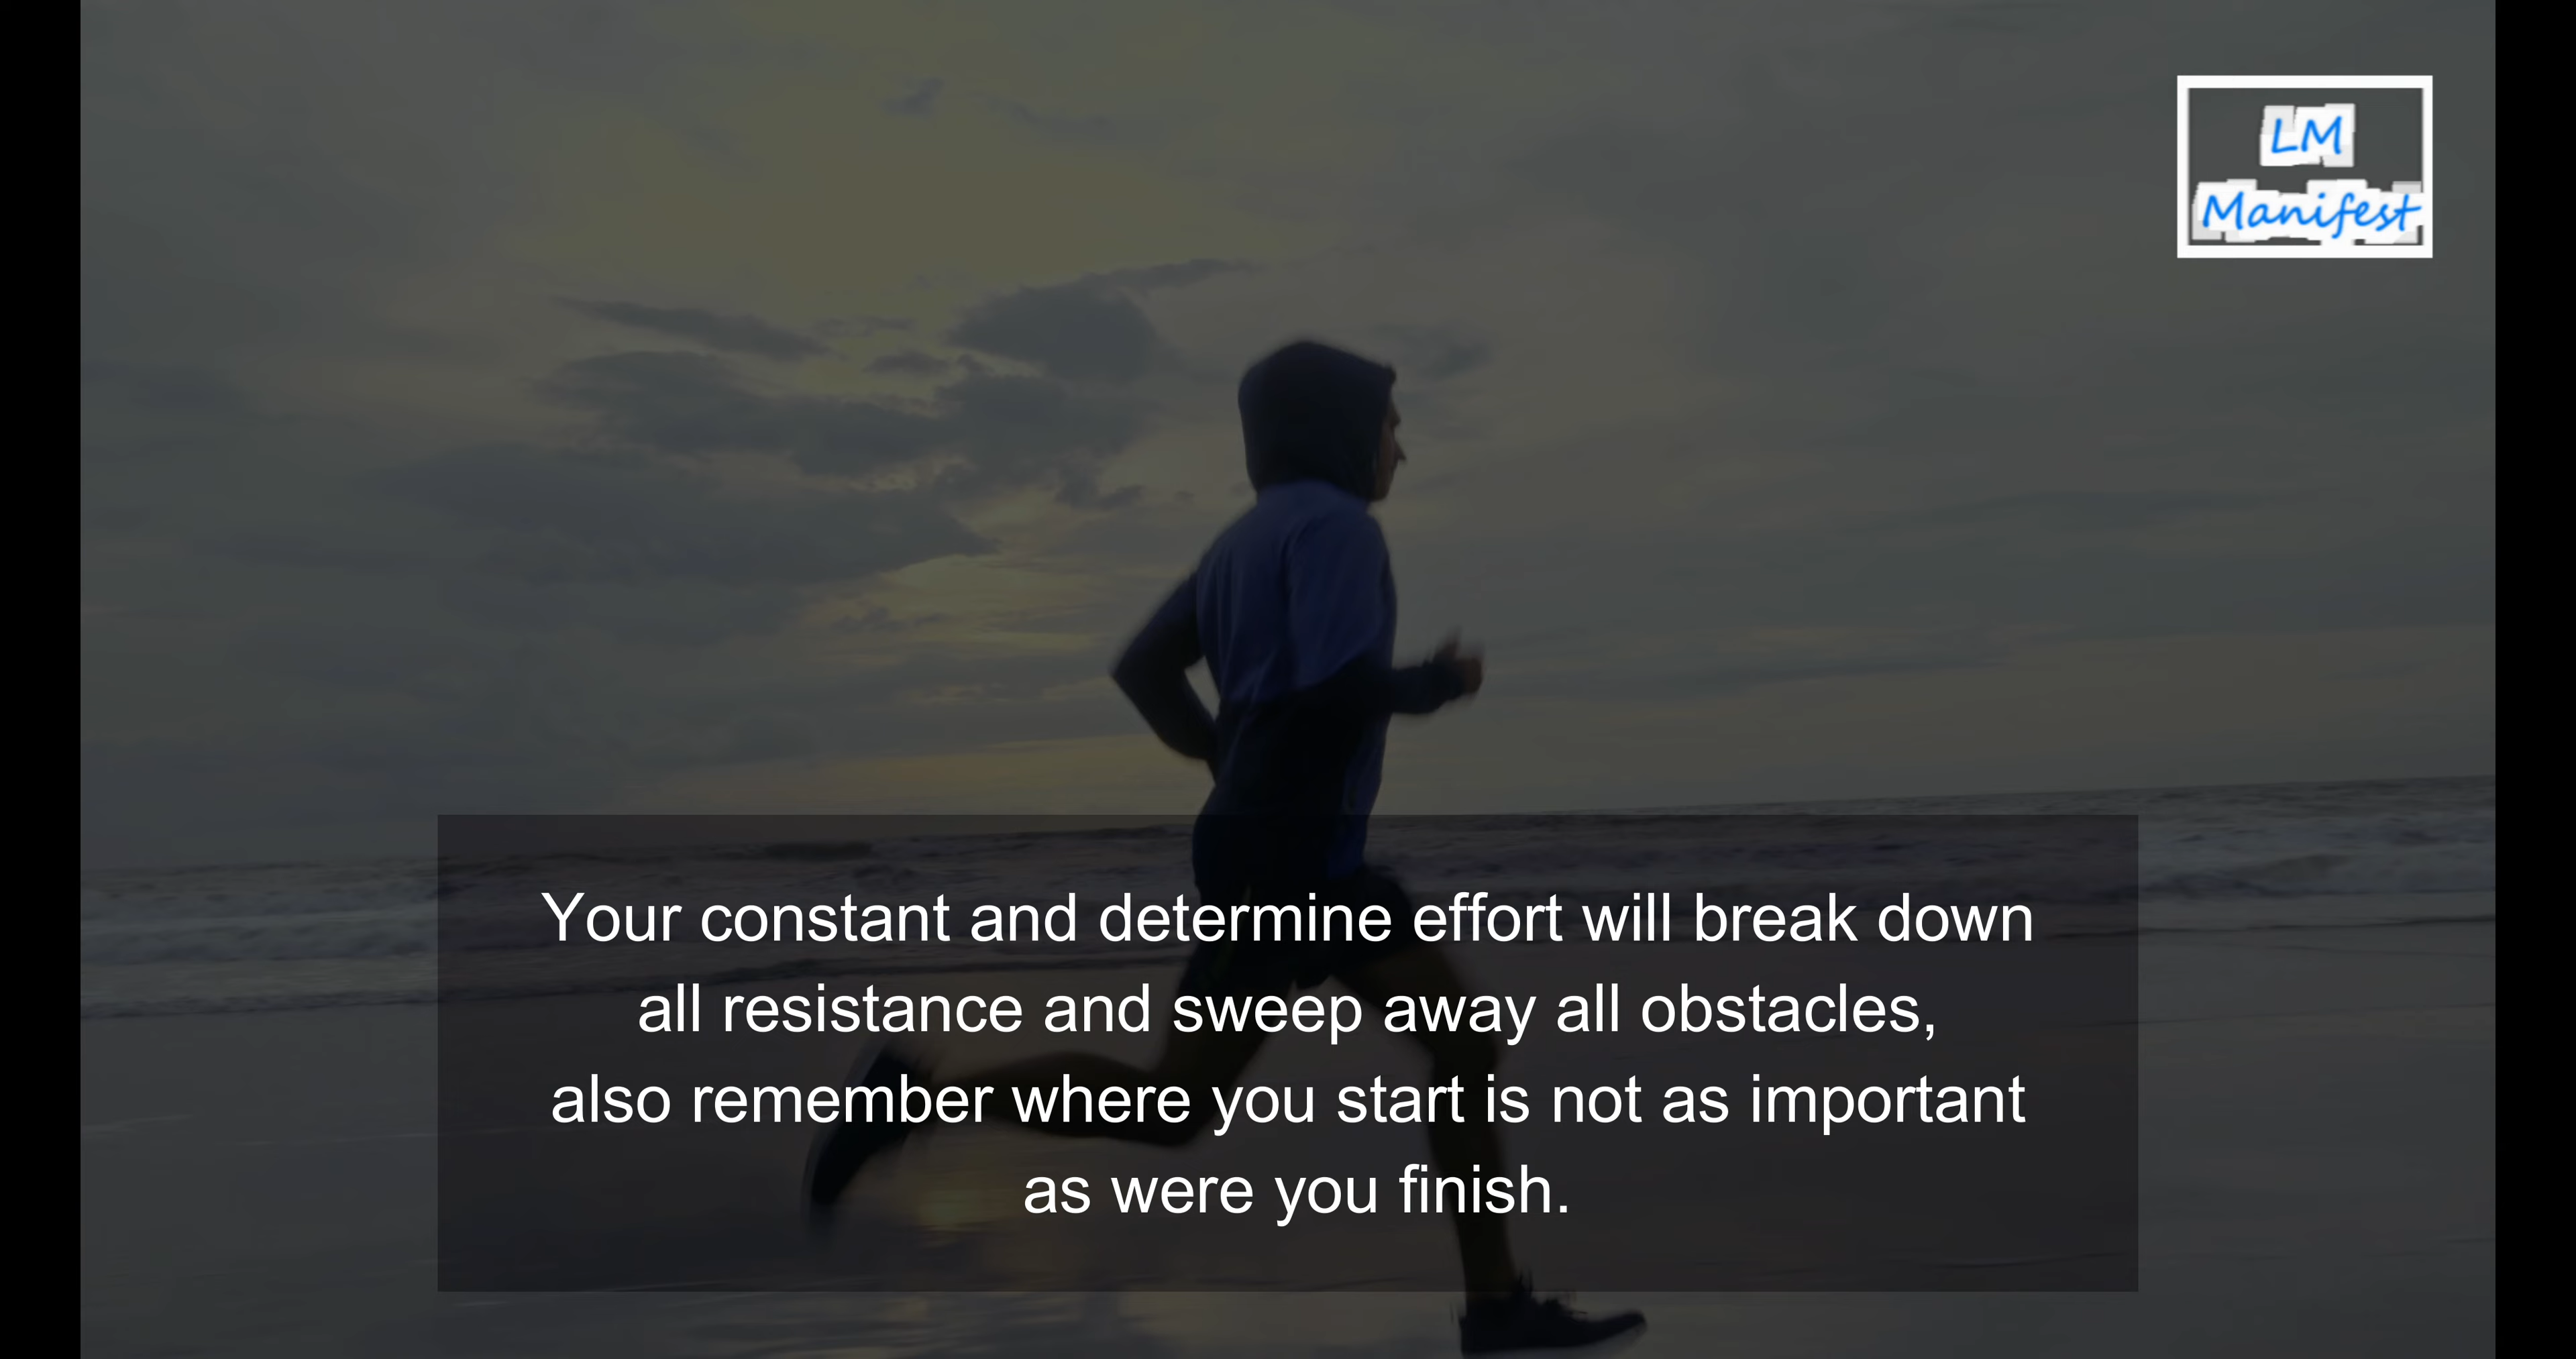 LM
Manifest
Your constant and determine effort will break down
all resistance and sweep away all obstacles,
also remember where you start is not as important
as were you finish.